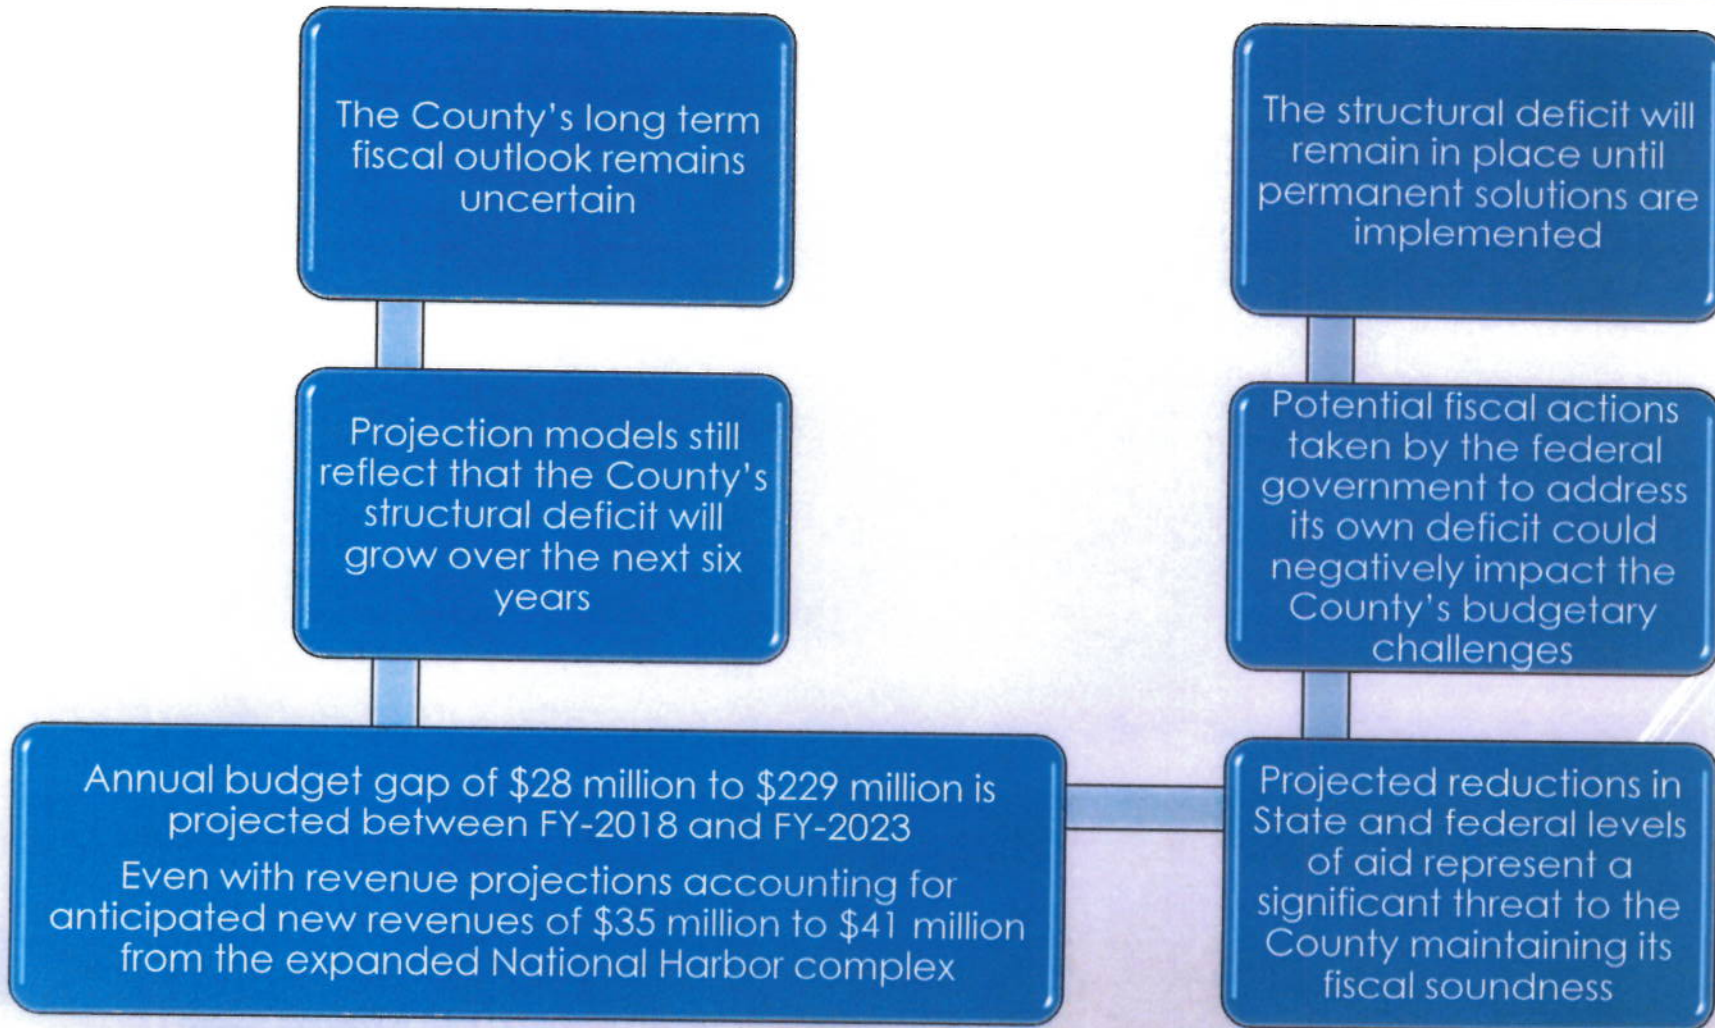 The County's long term
fiscal outlook remains
uncertain
Projection models still
reflect that the County's
structural deficit will
grow over the next six
years
Annual budget gap of $28 million to $229 million is
projected between FY-2018 and FY-2023
Even with revenue projections accounting for
anticipated new revenues of $35 million to $41 million
from the expanded National Harbor complex
Projected reductions in
State and federal levels
of aid represent a
significant threat to the
County maintaining its
fiscal soundness
Potential fiscal actions
taken by the federal
government to address
its own deficit could
negatively impact the
County's budgetary
challenges
The structural deficit will
remain in place until
permanent solutions are
implemented